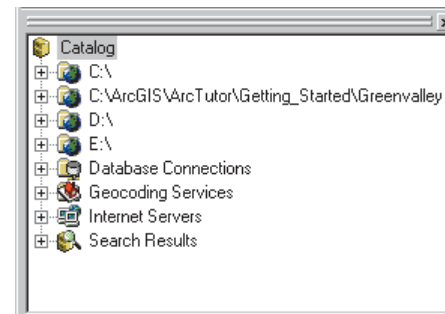 Catalog
C:\
C:\ArcGIS\ArcTutor\Getting_Started\Greenvalley
D:\
E:\
Database Connections
Geocoding Services
Internet Servers
Search Results